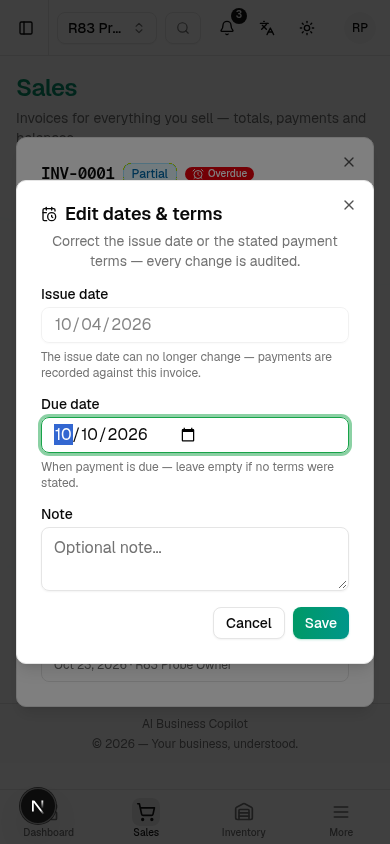 R83 Pr...
3
RP
Sales
Invoices for everything you sell — totals, payments and
balances.
INV-0001
Partial
Overdue
Edit dates & terms
Correct the issue date or the stated payment
terms — every change is audited.
Issue date
10/04/2026
The issue date can no longer change — payments are
recorded against this invoice.
Due date
10/10/2026
When payment is due — leave empty if no terms were
stated.
Note
Optional note...
Cancel
Save
Oct 25, 2026 · R83 Probe Owner
AI Business Copilot
© 2026 — Your business, understood.
N
Dashboard
Sales
Inventory
More